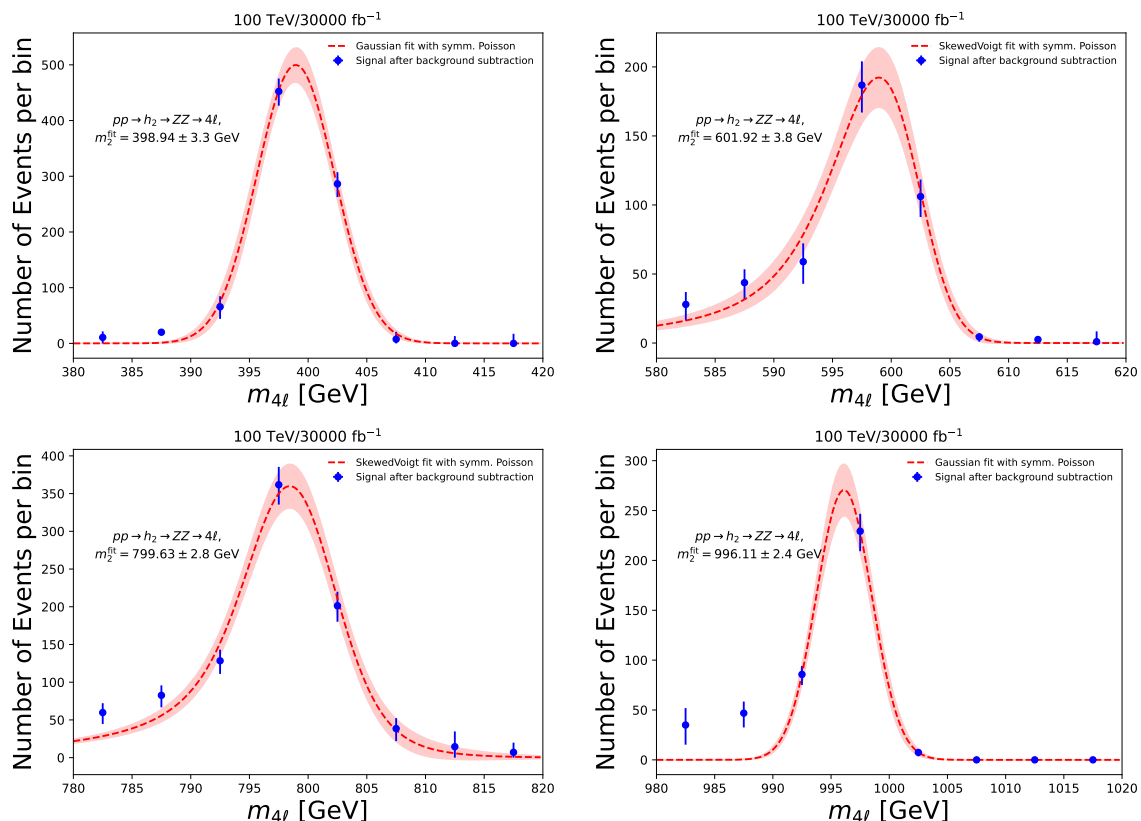 100 TeV/30000 fb⁻¹
Number of Events per bin
500
400
300
200
100
0
Gaussian fit with symm. Poisson
Signal after background subtraction
pp → h₂ → ZZ → 4ℓ,
m₂ᶠⁱᵗ = 398.94 ± 3.3 GeV
380 385 390 395 400 405 410 415 420
m₄ℓ [GeV]
100 TeV/30000 fb⁻¹
Number of Events per bin
200
150
100
50
0
SkewedVoigt fit with symm. Poisson
Signal after background subtraction
pp → h₂ → ZZ → 4ℓ,
m₂ᶠⁱᵗ = 601.92 ± 3.8 GeV
580 585 590 595 600 605 610 615 620
m₄ℓ [GeV]
100 TeV/30000 fb⁻¹
Number of Events per bin
400
350
300
250
200
150
100
50
0
SkewedVoigt fit with symm. Poisson
Signal after background subtraction
pp → h₂ → ZZ → 4ℓ,
m₂ᶠⁱᵗ = 799.63 ± 2.8 GeV
780 785 790 795 800 805 810 815 820
m₄ℓ [GeV]
100 TeV/30000 fb⁻¹
Number of Events per bin
300
250
200
150
100
50
0
Gaussian fit with symm. Poisson
Signal after background subtraction
pp → h₂ → ZZ → 4ℓ,
m₂ᶠⁱᵗ = 996.11 ± 2.4 GeV
980 985 990 995 1000 1005 1010 1015 1020
m₄ℓ [GeV]